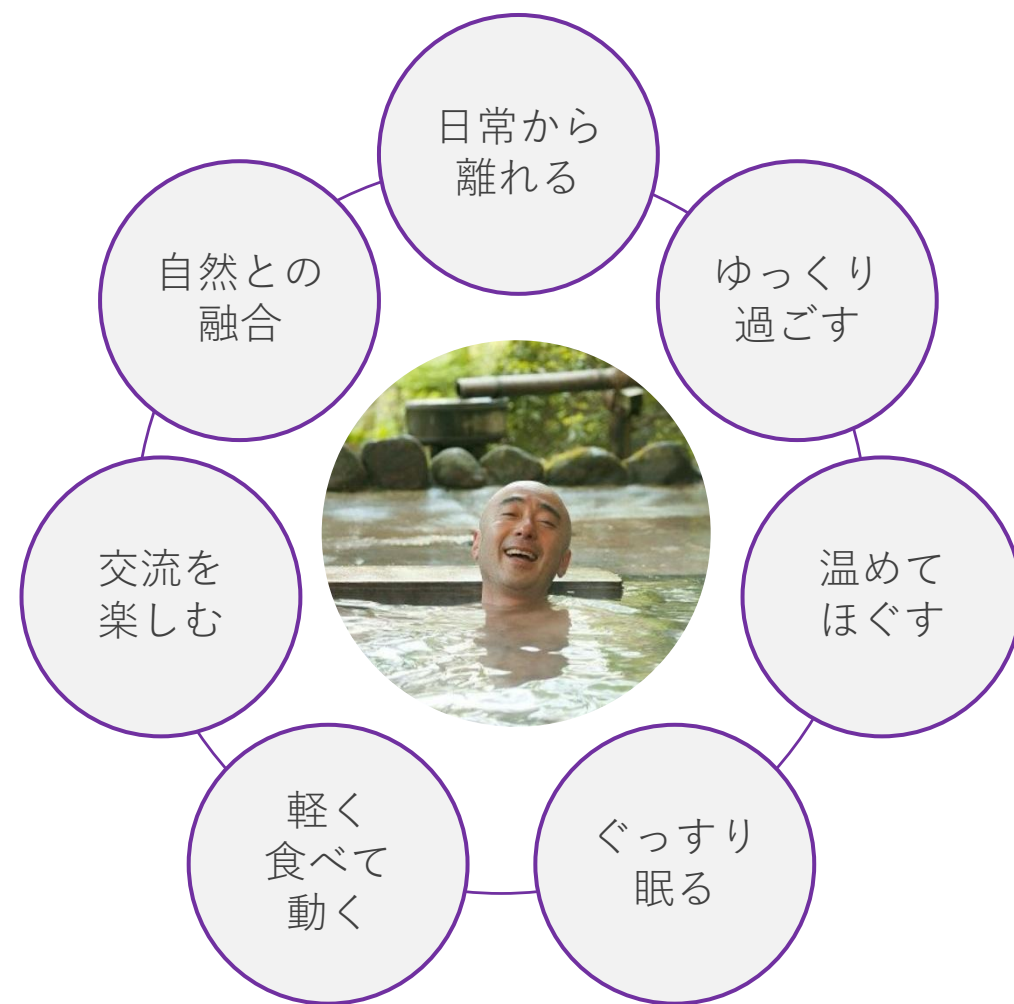 日常から
離れる
ゆっくり
過ごす
温めて
ほぐす
ぐっすり
眠る
軽く
食べて
動く
交流を
楽しむ
自然との
融合